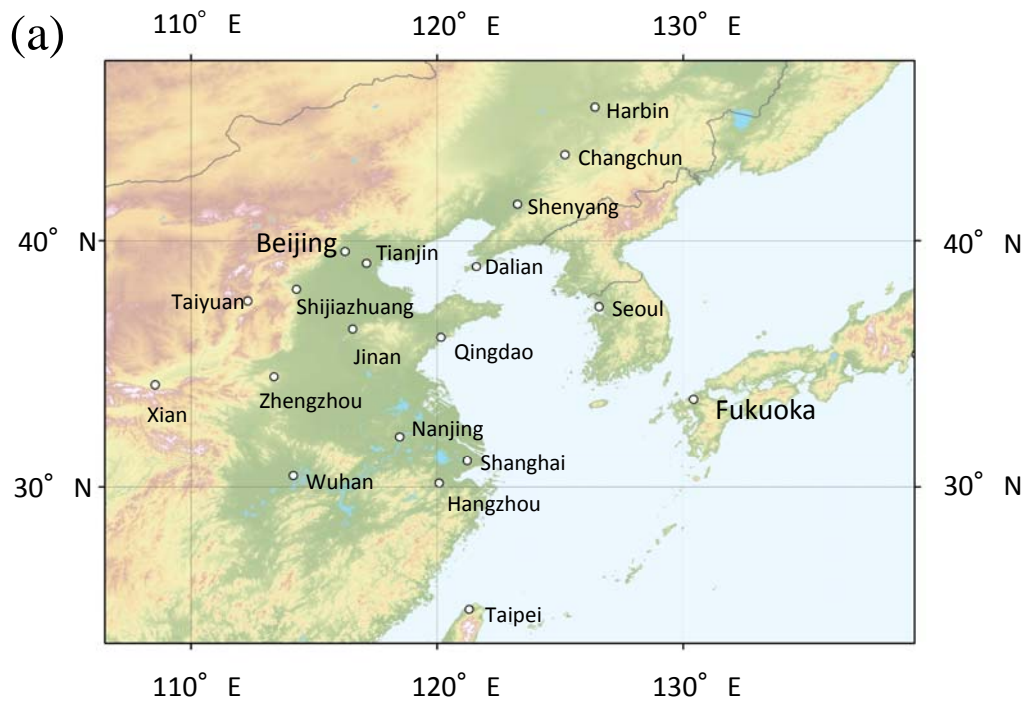 (a)
110° E 120° E 130° E
Harbin
Changchun
Shenyang
40° N Beijing Tianjin Dalian 40° N
Taiyuan Shijiazhuang Seoul
Jinan Qingdao
Xian Zhengzhou Fukuoka
Nanjing
Wuhan Shanghai
30° N Hangzhou 30° N
Taipei
110° E 120° E 130° E